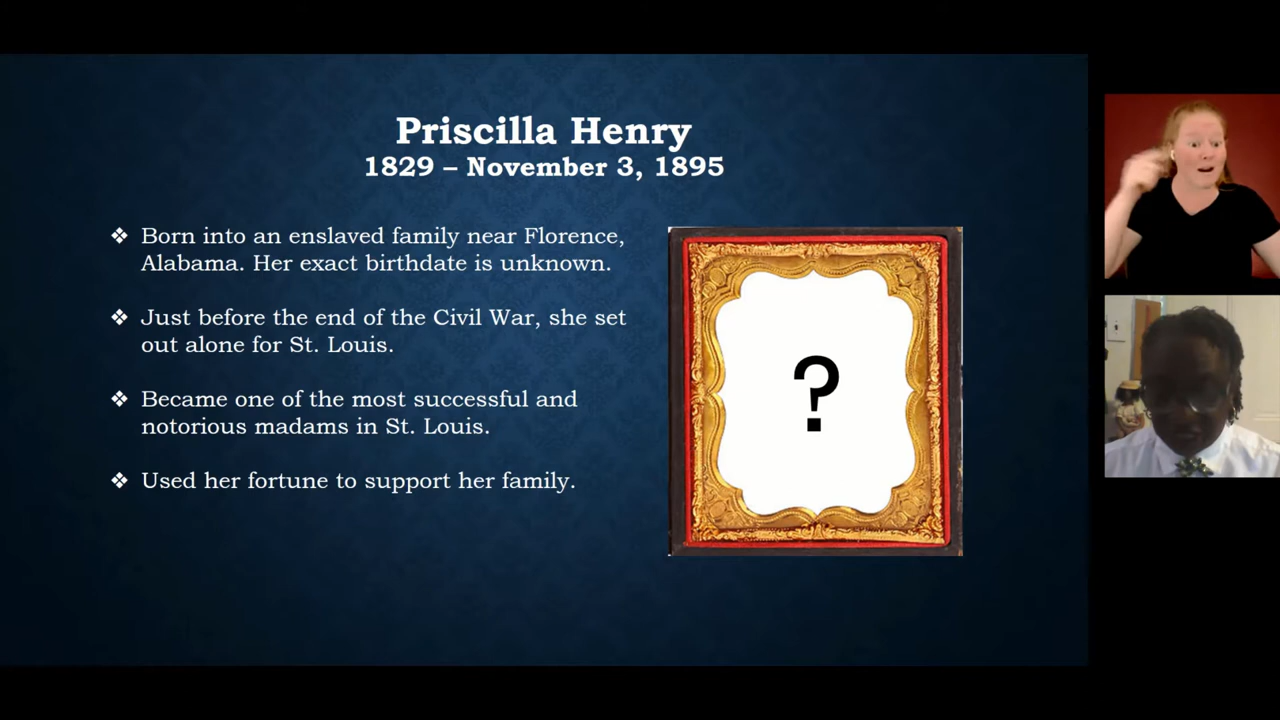 Priscilla Henry
1829 – November 3, 1895
❖ Born into an enslaved family near Florence,
Alabama. Her exact birthdate is unknown.
❖ Just before the end of the Civil War, she set
out alone for St. Louis.
❖ Became one of the most successful and
notorious madams in St. Louis.
❖ Used her fortune to support her family.
?